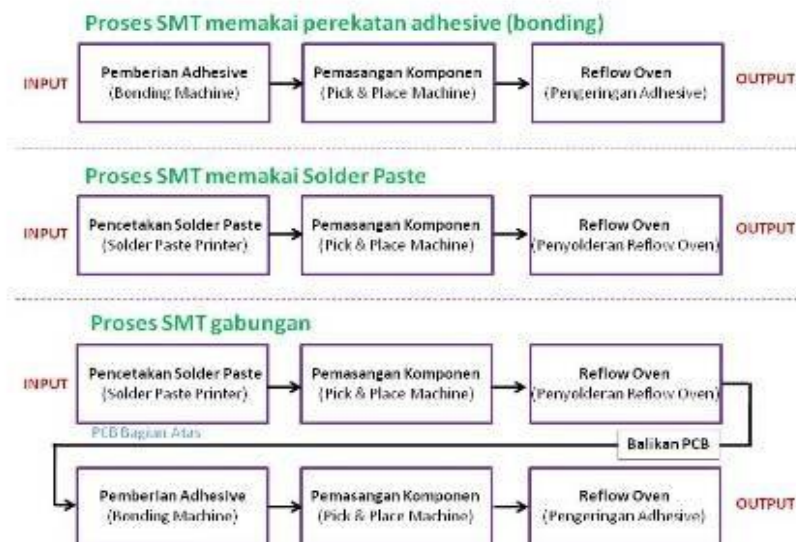 Proses SMT memakai perekatan adhesive (bonding)
INPUT
Pemberian Adhesive
(Bonding Machine)
Pemasangan Komponen
(Pick & Place Machine)
Reflow Oven
(Pengeringan Adhesive)
OUTPUT
Proses SMT memakai Solder Paste
INPUT
Pencetakan Solder Paste
(Solder Paste Printer)
Pemasangan Komponen
(Pick & Place Machine)
Reflow Oven
(Penyolderan Reflow Oven)
OUTPUT
Proses SMT gabungan
INPUT
Pencetakan Solder Paste
(Solder Paste Printer)
Pemasangan Komponen
(Pick & Place Machine)
Reflow Oven
(Penyolderan Reflow Oven)
PCB Bagian Atas
Balikan PCB
Pemberian Adhesive
(Bonding Machine)
Pemasangan Komponen
(Pick & Place Machine)
Reflow Oven
(Pengeringan Adhesive)
OUTPUT